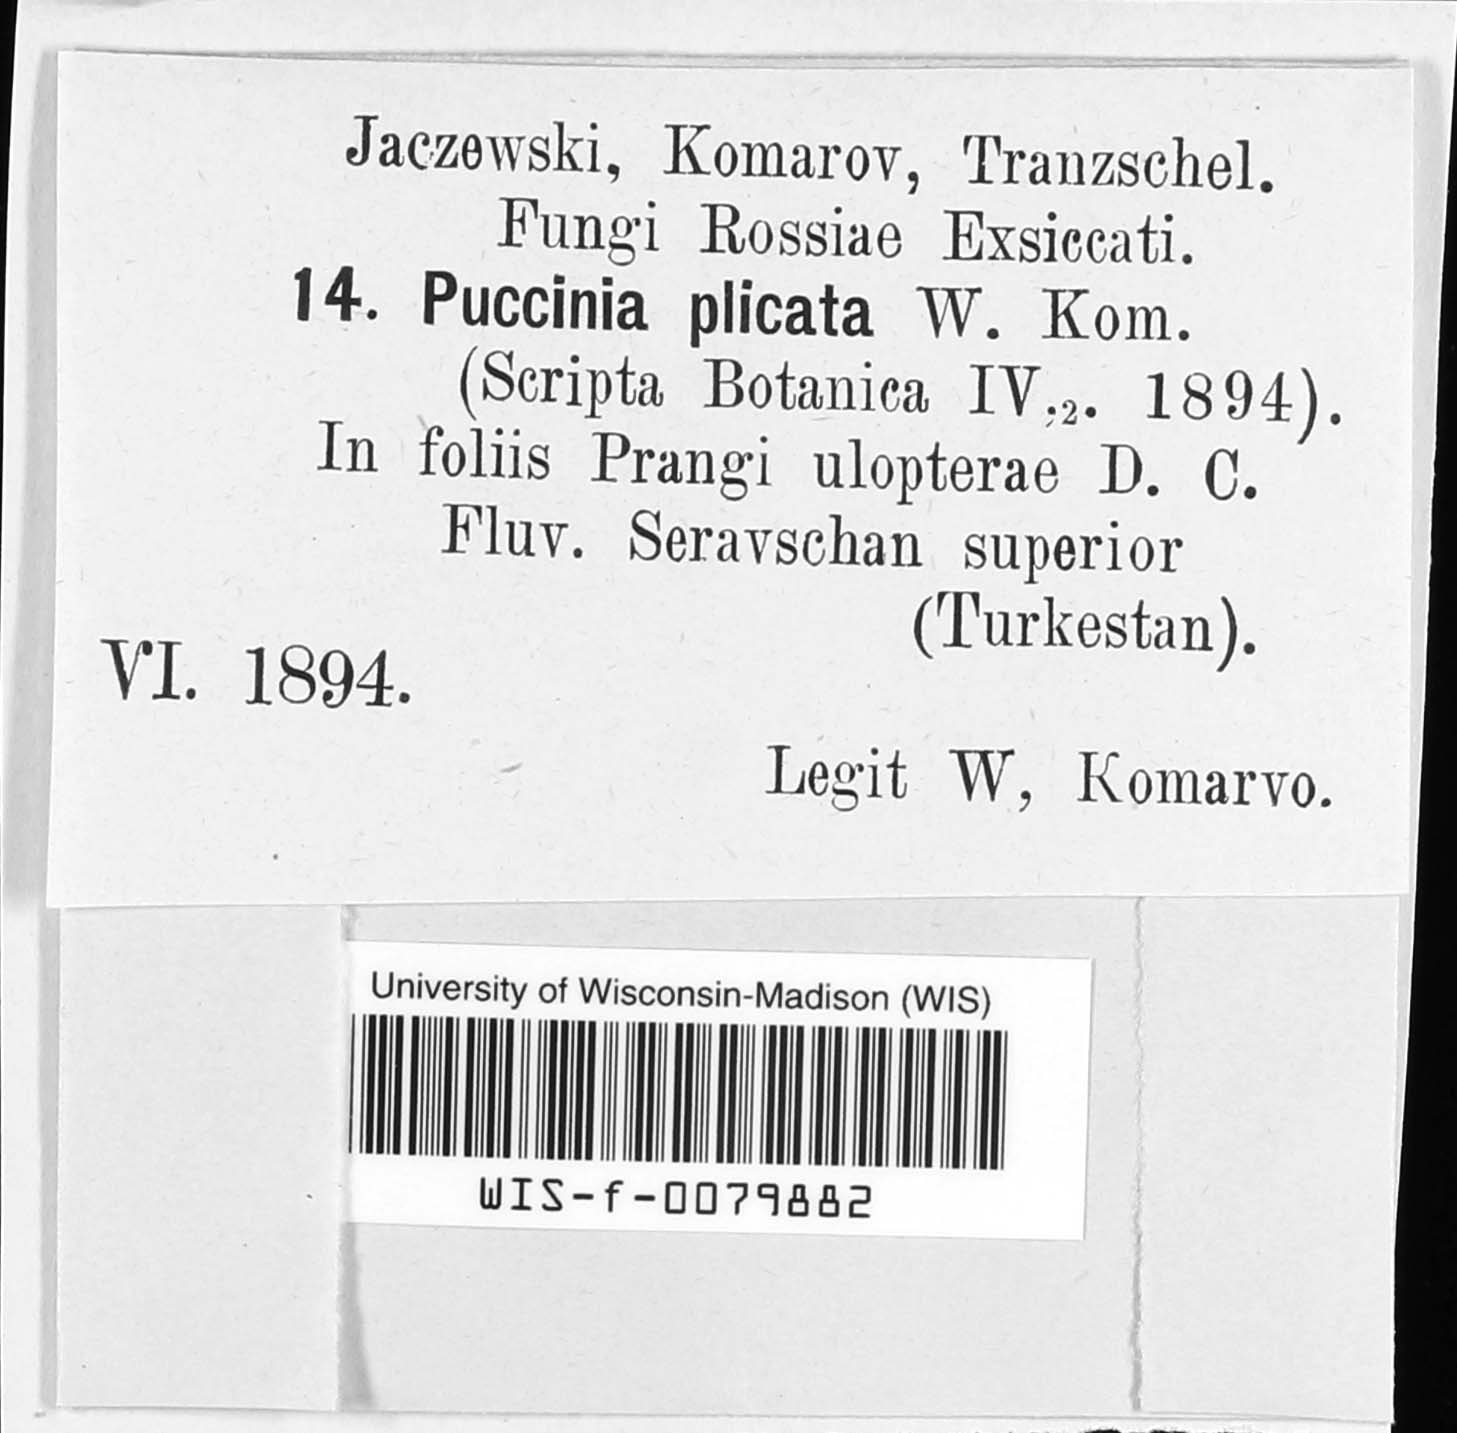 Jaczewski, Komarov, Tranzschel.
Fungi Rossiae Exsiccati.
14. Puccinia plicata W. Kom.
(Scripta Botanica IV,:2. 1894).
In foliis Prangi ulopterae D. C.
Fluv. Seravschan superior
(Turkestan).
VI. 1894.
Legit W, Komarvo.
University of Wisconsin-Madison (WIS)
WIS-f-0079882